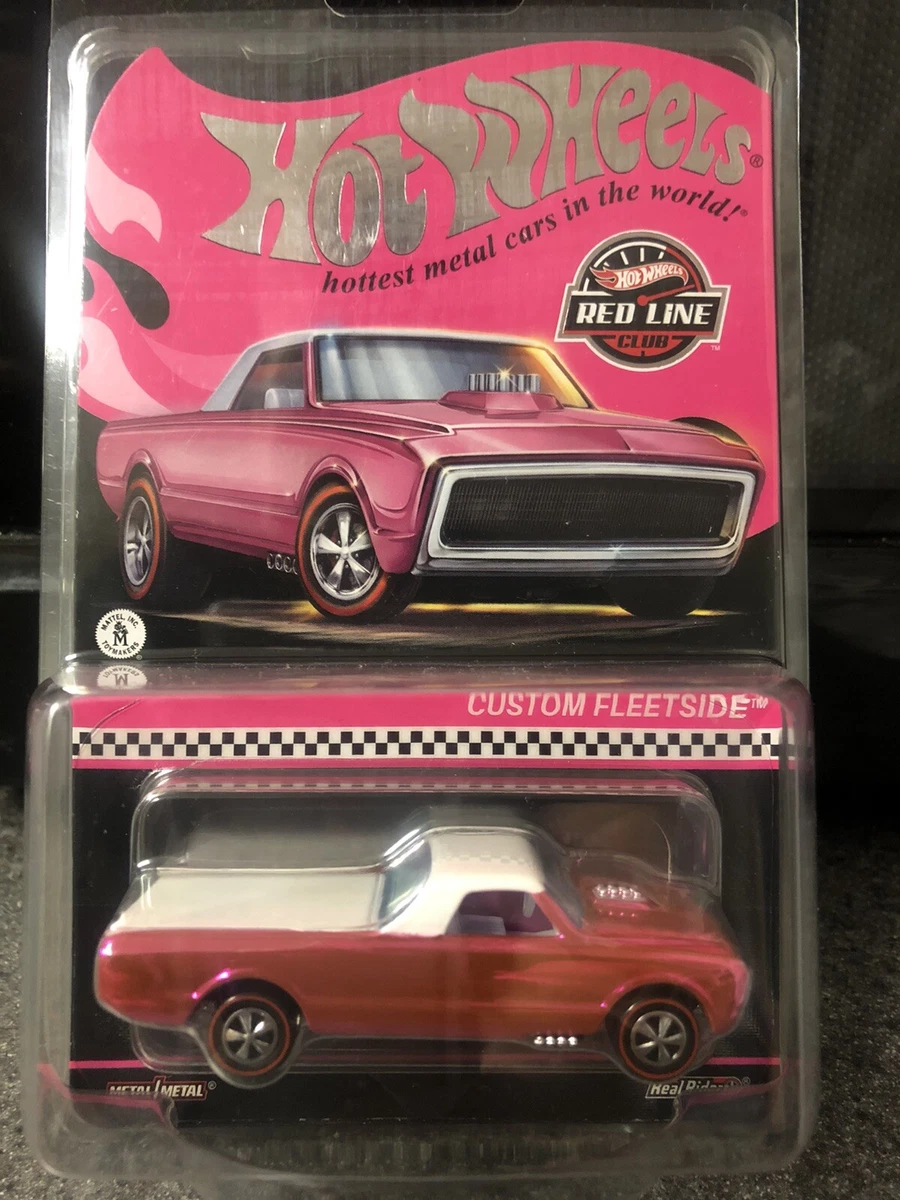 Hot Wheels®
hottest metal cars in the world!®
Hot Wheels
RED LINE
CLUB
™
MATTEL, INC.
M
TOYMAKERS
®
CUSTOM FLEETSIDE™
METAL/METAL®
Real Riders®